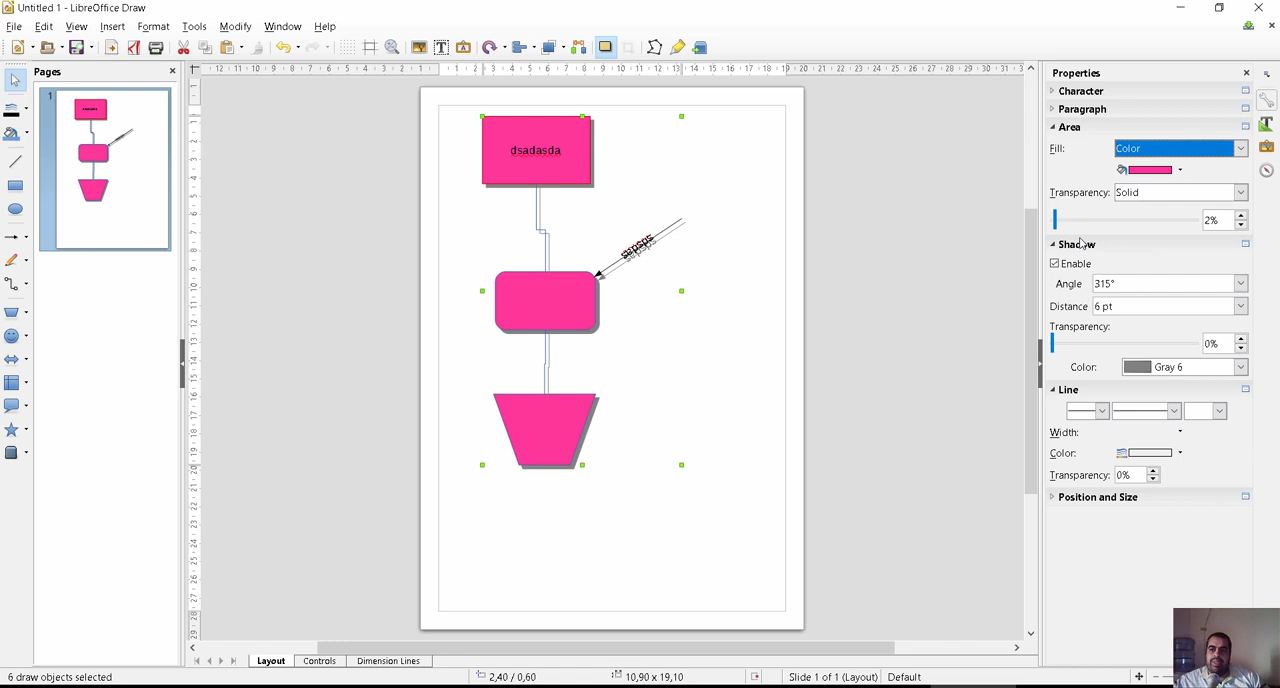 Untitled 1 - LibreOffice Draw
File Edit View Insert Format Tools Modify Window Help
Pages
1
dsadasda
Properties
Character
Paragraph
Area
Fill: Color
Transparency: Solid
2%
Shadow
Enable
Angle 315°
Distance 6 pt
Transparency:
0%
Color: Gray 6
Line
Width:
Color:
Transparency: 0%
Position and Size
Layout Controls Dimension Lines
6 draw objects selected 2,40 / 0,60 10,90 x 19,10 Slide 1 of 1 (Layout) Default